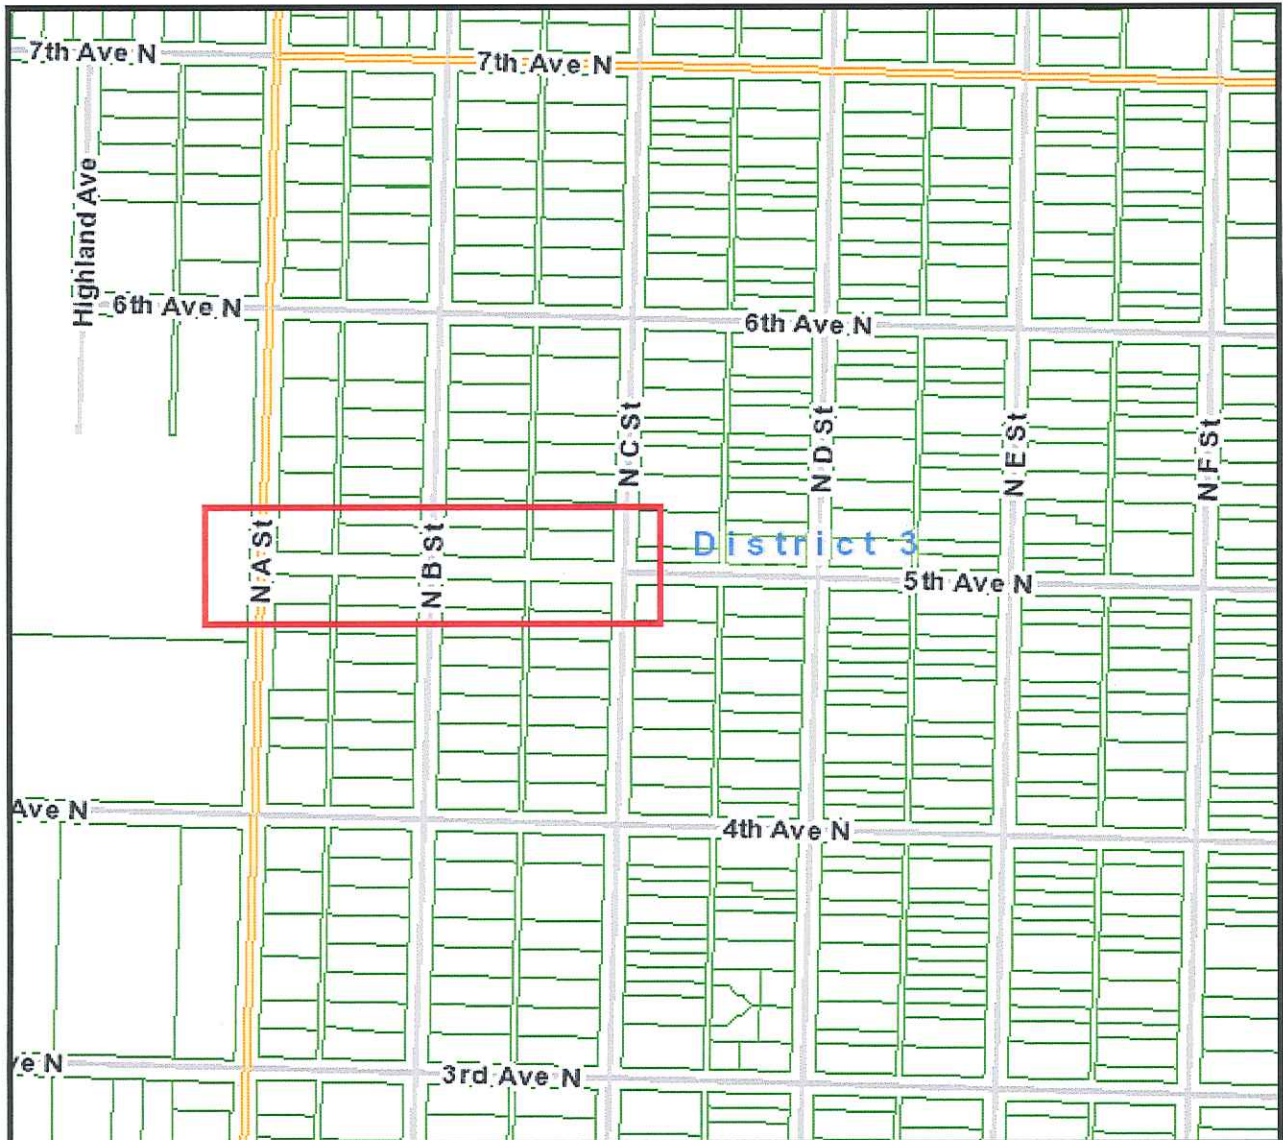 7th Ave N
7th Ave N
Highland Ave
6th Ave N
6th Ave N
N C St
N D St
N E St
N F St
N A St
N B St
District 3
5th Ave N
Ave N
4th Ave N
ve N
3rd Ave N